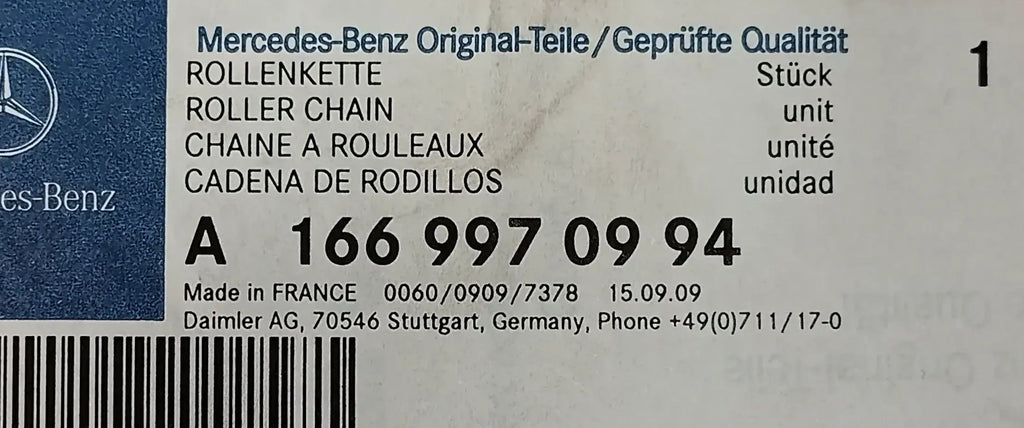 Mercedes-Benz Original-Teile/Geprüfte Qualität
1
ROLLENKETTE Stück
ROLLER CHAIN unit
CHAINE A ROULEAUX unité
CADENA DE RODILLOS unidad
es-Benz
A 166 997 09 94
Made in FRANCE 0060/0909/7378 15.09.09
Daimler AG, 70546 Stuttgart, Germany, Phone +49(0)711/17-0